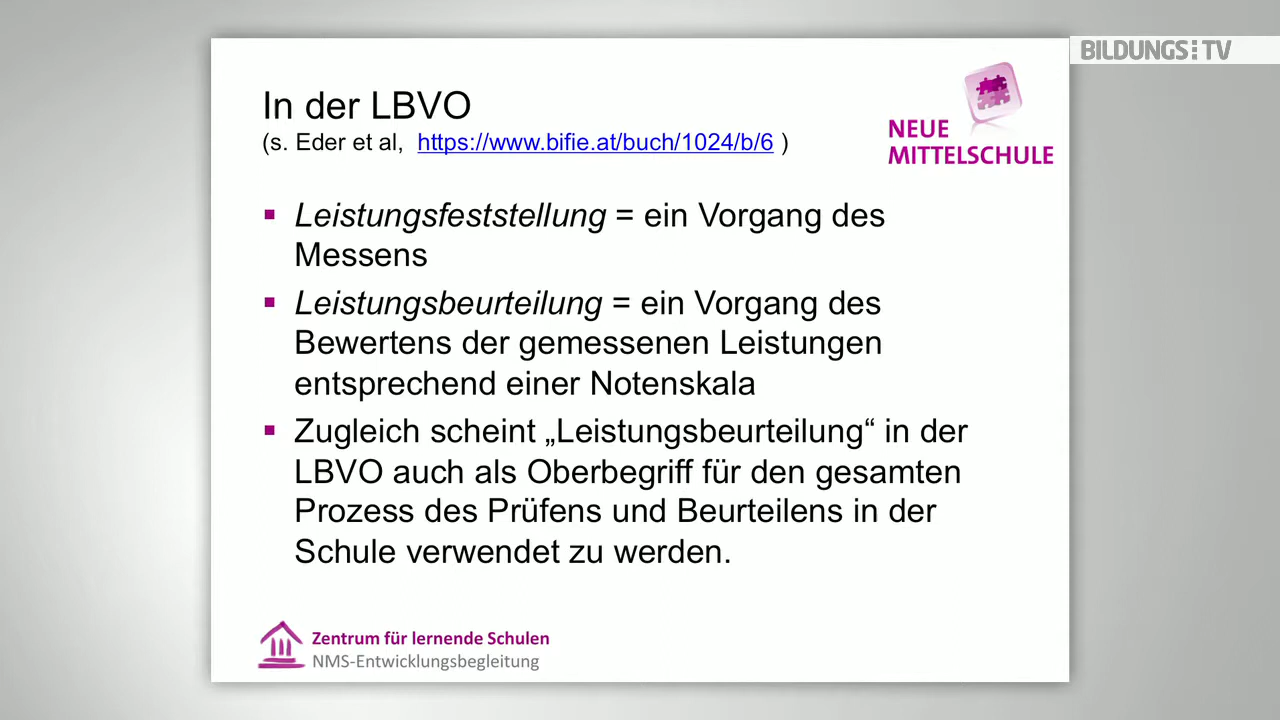 BILDUNGS:TV
In der LBVO
(s. Eder et al, https://www.bifie.at/buch/1024/b/6 )
NEUE
MITTELSCHULE
▪ Leistungsfeststellung = ein Vorgang des
Messens
▪ Leistungsbeurteilung = ein Vorgang des
Bewertens der gemessenen Leistungen
entsprechend einer Notenskala
▪ Zugleich scheint „Leistungsbeurteilung“ in der
LBVO auch als Oberbegriff für den gesamten
Prozess des Prüfens und Beurteilens in der
Schule verwendet zu werden.
Zentrum für lernende Schulen
NMS-Entwicklungsbegleitung